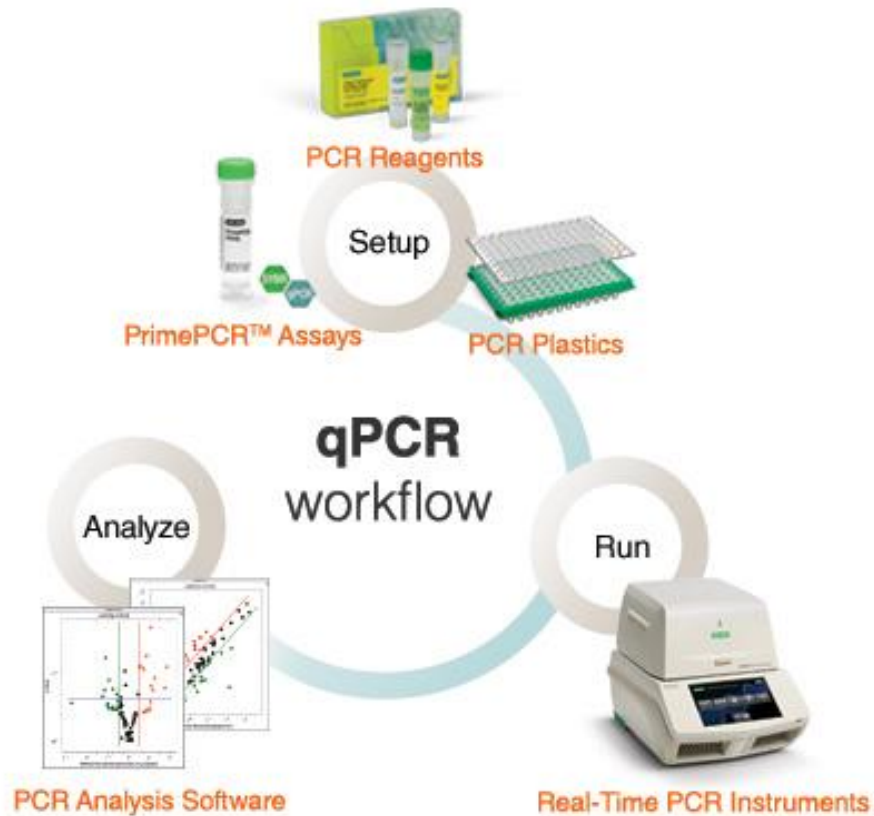 PCR Reagents
Setup
PrimePCR™ Assays
PCR Plastics
qPCR
workflow
Analyze
Run
PCR Analysis Software
Real-Time PCR Instruments